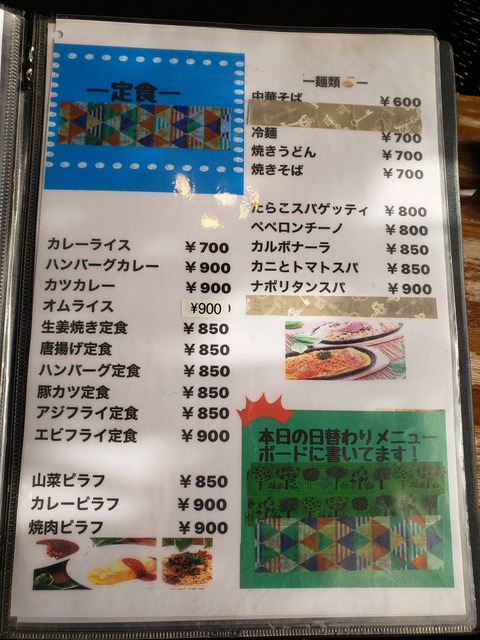 ―定食―
カレーライス ￥700
ハンバーグカレー ￥900
カツカレー ￥900
オムライス ¥900
生姜焼き定食 ￥850
唐揚げ定食 ￥850
ハンバーグ定食 ￥850
豚カツ定食 ￥850
アジフライ定食 ￥850
エビフライ定食 ￥900
山菜ピラフ ￥850
カレーピラフ ￥900
焼肉ピラフ ￥900
―麺類🍜―
中華そば ￥600
冷麺 ￥700
焼きうどん ￥700
焼きそば ￥700
たらこスパゲッティ ￥800
ペペロンチーノ ￥800
カルボナーラ ￥850
カニとトマトスパ ￥850
ナポリタンスパ ￥900
本日の日替わりメニュー
ボードに書いてます！